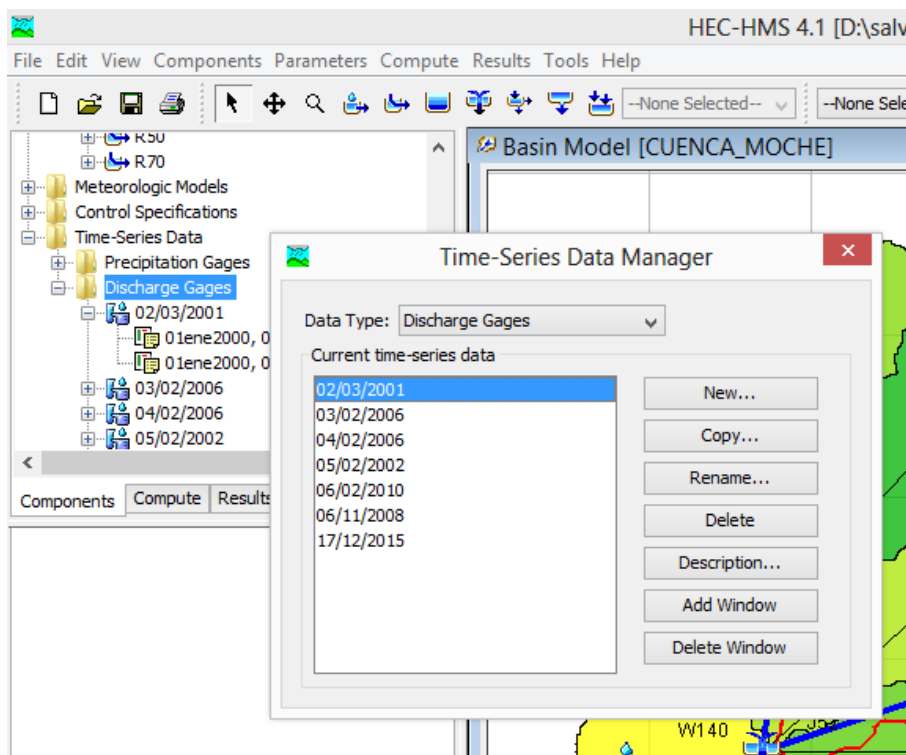 HEC-HMS 4.1 [D:\salv
File Edit View Components Parameters Compute Results Tools Help
--None Selected-- --None Sele
R50
R70
Meteorologic Models
Control Specifications
Time-Series Data
Precipitation Gages
Discharge Gages
02/03/2001
01ene2000, 0
01ene2000, 0
03/02/2006
04/02/2006
05/02/2002
Components Compute Results
Basin Model [CUENCA_MOCHE]
Time-Series Data Manager
Data Type: Discharge Gages
Current time-series data
02/03/2001
03/02/2006
04/02/2006
05/02/2002
06/02/2010
06/11/2008
17/12/2015
New...
Copy...
Rename...
Delete
Description...
Add Window
Delete Window
W140